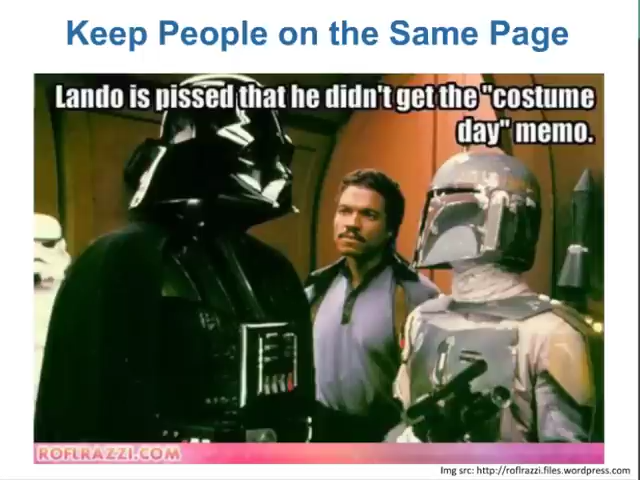 Keep People on the Same Page
Lando is pissed that he didn't get the "costume
day" memo.
ROFLRAZZI.COM
Img src: http://roflrazzi.files.wordpress.com